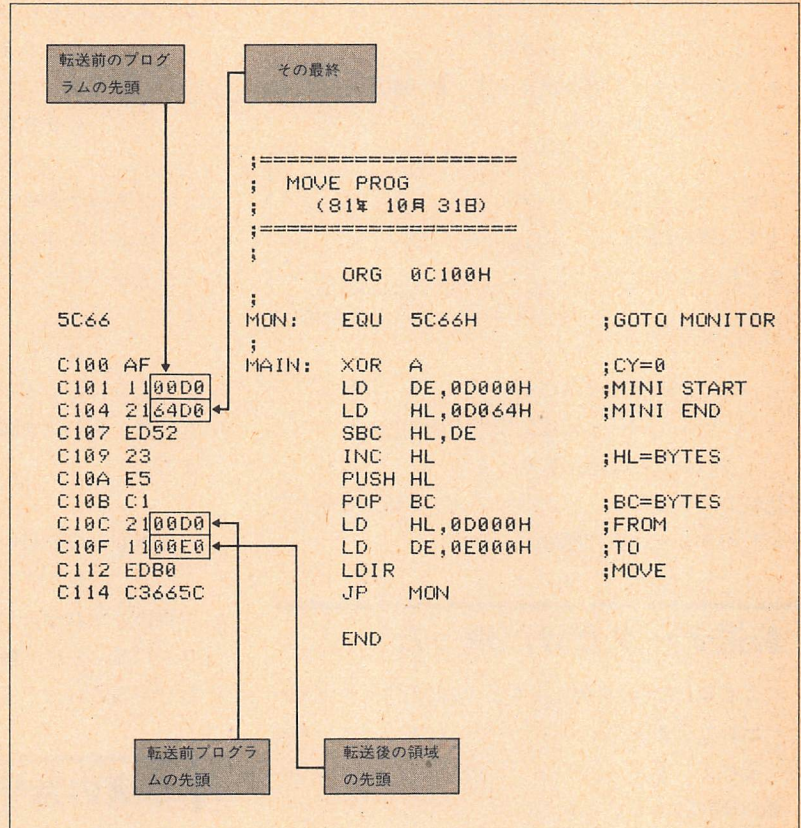 転送前のプログ
ラムの先頭
その最終
;===================
;  MOVE PROG
;    (81年 10月 31日)
;===================
;
ORG 0C100H
;
5C66 MON: EQU 5C66H ;GOTO MONITOR
;
C100 AF MAIN: XOR A ;CY=0
C101 1100D0 LD DE,0D000H ;MINI START
C104 2164D0 LD HL,0D064H ;MINI END
C107 ED52 SBC HL,DE
C109 23 INC HL ;HL=BYTES
C10A E5 PUSH HL
C10B C1 POP BC ;BC=BYTES
C10C 2100D0 LD HL,0D000H ;FROM
C10F 1100E0 LD DE,0E000H ;TO
C112 EDB0 LDIR ;MOVE
C114 C3665C JP MON
END
転送前プログラ
ムの先頭
転送後の領域
の先頭